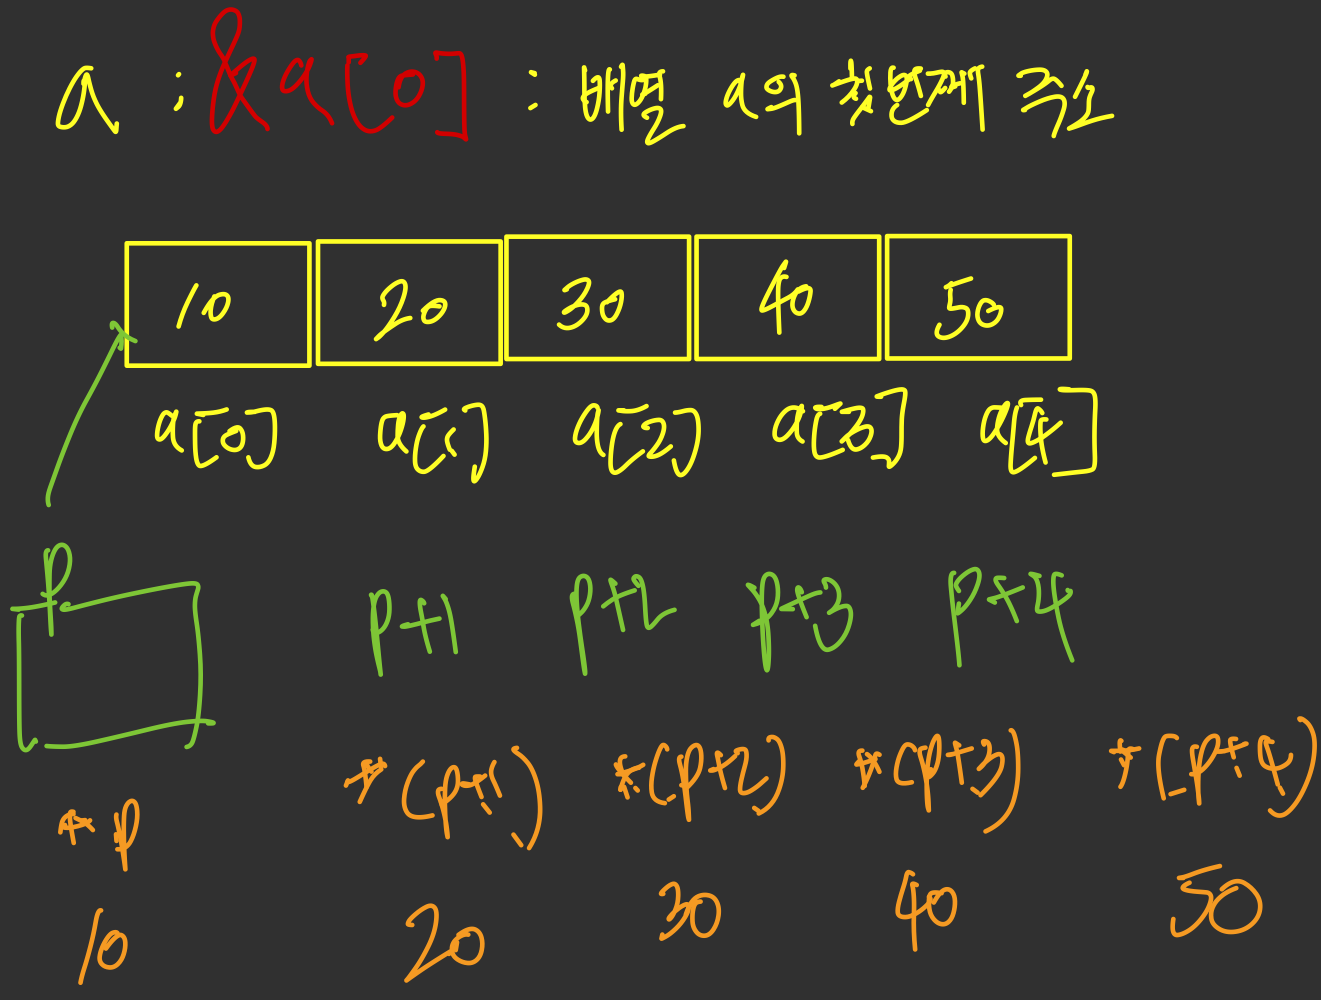 a ; &a[0] : 배열 a의 첫번째 주소
10 20 30 40 50
a[0] a[1] a[2] a[3] a[4]
p p+1 p+2 p+3 p+4
*p *(p+1) *(p+2) *(p+3) *(p+4)
10 20 30 40 50